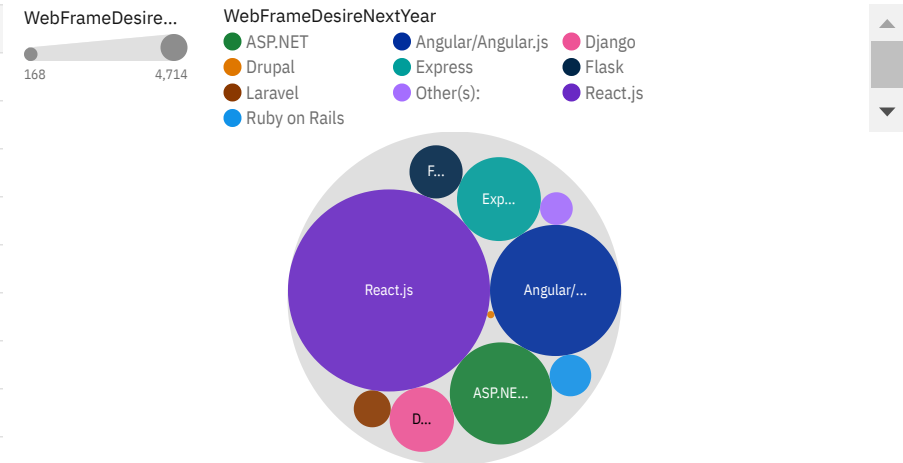 WebFrameDesire...
168 4,714
WebFrameDesireNextYear
ASP.NET Angular/Angular.js Django
Drupal Express Flask
Laravel Other(s): React.js
Ruby on Rails
F...
Exp...
React.js
Angular/...
ASP.NE...
D...